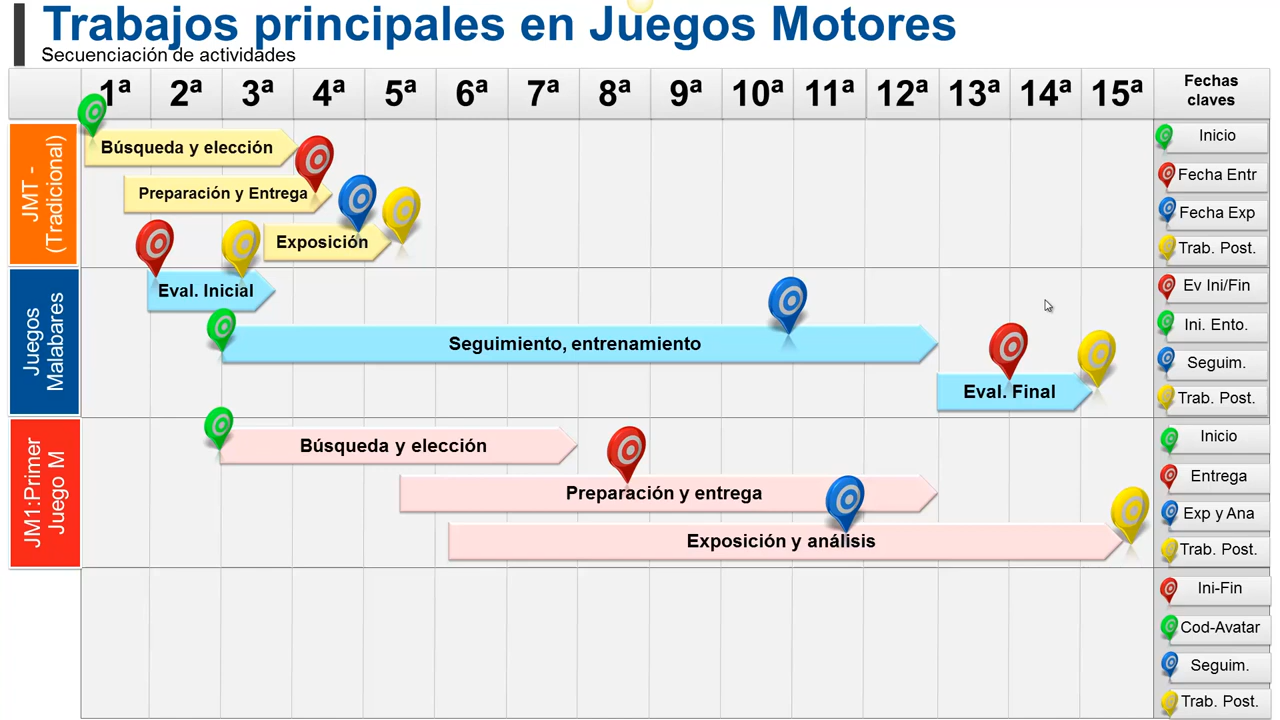 Trabajos principales en Juegos Motores
Secuenciación de actividades
1ª 2ª 3ª 4ª 5ª 6ª 7ª 8ª 9ª 10ª 11ª 12ª 13ª 14ª 15ª
Fechas
claves
JMT -
(Tradicional)
Búsqueda y elección
Preparación y Entrega
Exposición
Inicio
Fecha Entr
Fecha Exp
Trab. Post.
Juegos
Malabares
Eval. Inicial
Seguimiento, entrenamiento
Eval. Final
Ev Ini/Fin
Ini. Ento.
Seguim.
Trab. Post.
JM1:Primer
Juego M
Búsqueda y elección
Preparación y entrega
Exposición y análisis
Inicio
Entrega
Exp y Ana
Trab. Post.
Ini-Fin
Cod-Avatar
Seguim.
Trab. Post.